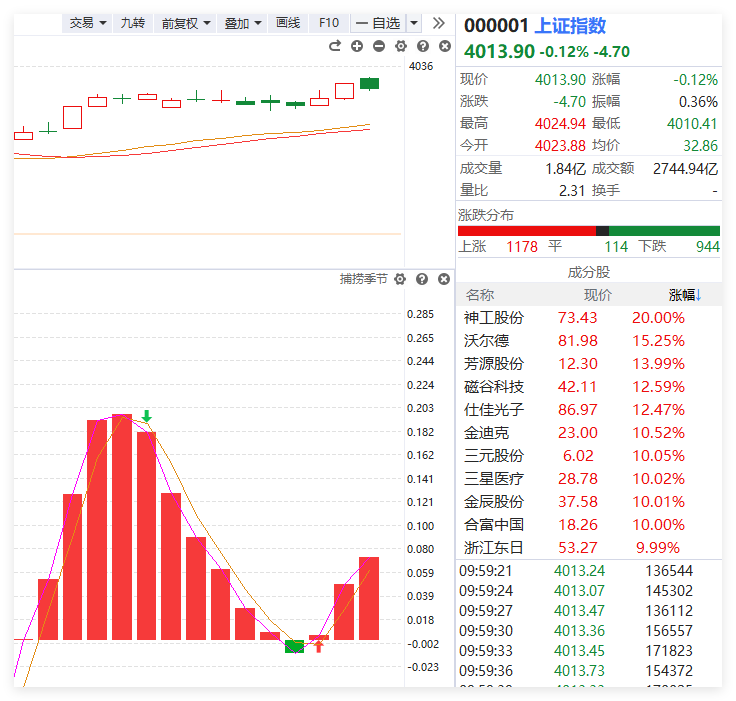 交易 九转 前复权 叠加 画线 F10 一 自选
4036
捕捞季节
0.285
0.265
0.244
0.224
0.203
0.182
0.162
0.141
0.121
0.100
0.080
0.059
0.039
0.018
-0.002
-0.023
000001 上证指数
4013.90 -0.12% -4.70
现价 4013.90 涨幅 -0.12%
涨跌 -4.70 振幅 0.36%
最高 4024.94 最低 4010.41
今开 4023.88 均价 32.86
成交量 1.84亿 成交额 2744.94亿
量比 2.31 换手 -
涨跌分布
上涨 1178 平 114 下跌 944
成分股
名称 现价 涨幅↓
神工股份 73.43 20.00%
沃尔德 81.98 15.25%
芳源股份 12.30 13.99%
磁谷科技 42.11 12.59%
仕佳光子 86.97 12.47%
金迪克 23.00 10.52%
三元股份 6.02 10.05%
三星医疗 28.78 10.02%
金辰股份 37.58 10.01%
合富中国 18.26 10.00%
浙江东日 53.27 9.99%
09:59:21 4013.24 136544
09:59:24 4013.07 145302
09:59:27 4013.47 136112
09:59:30 4013.36 156557
09:59:33 4013.45 171823
09:59:36 4013.73 154372